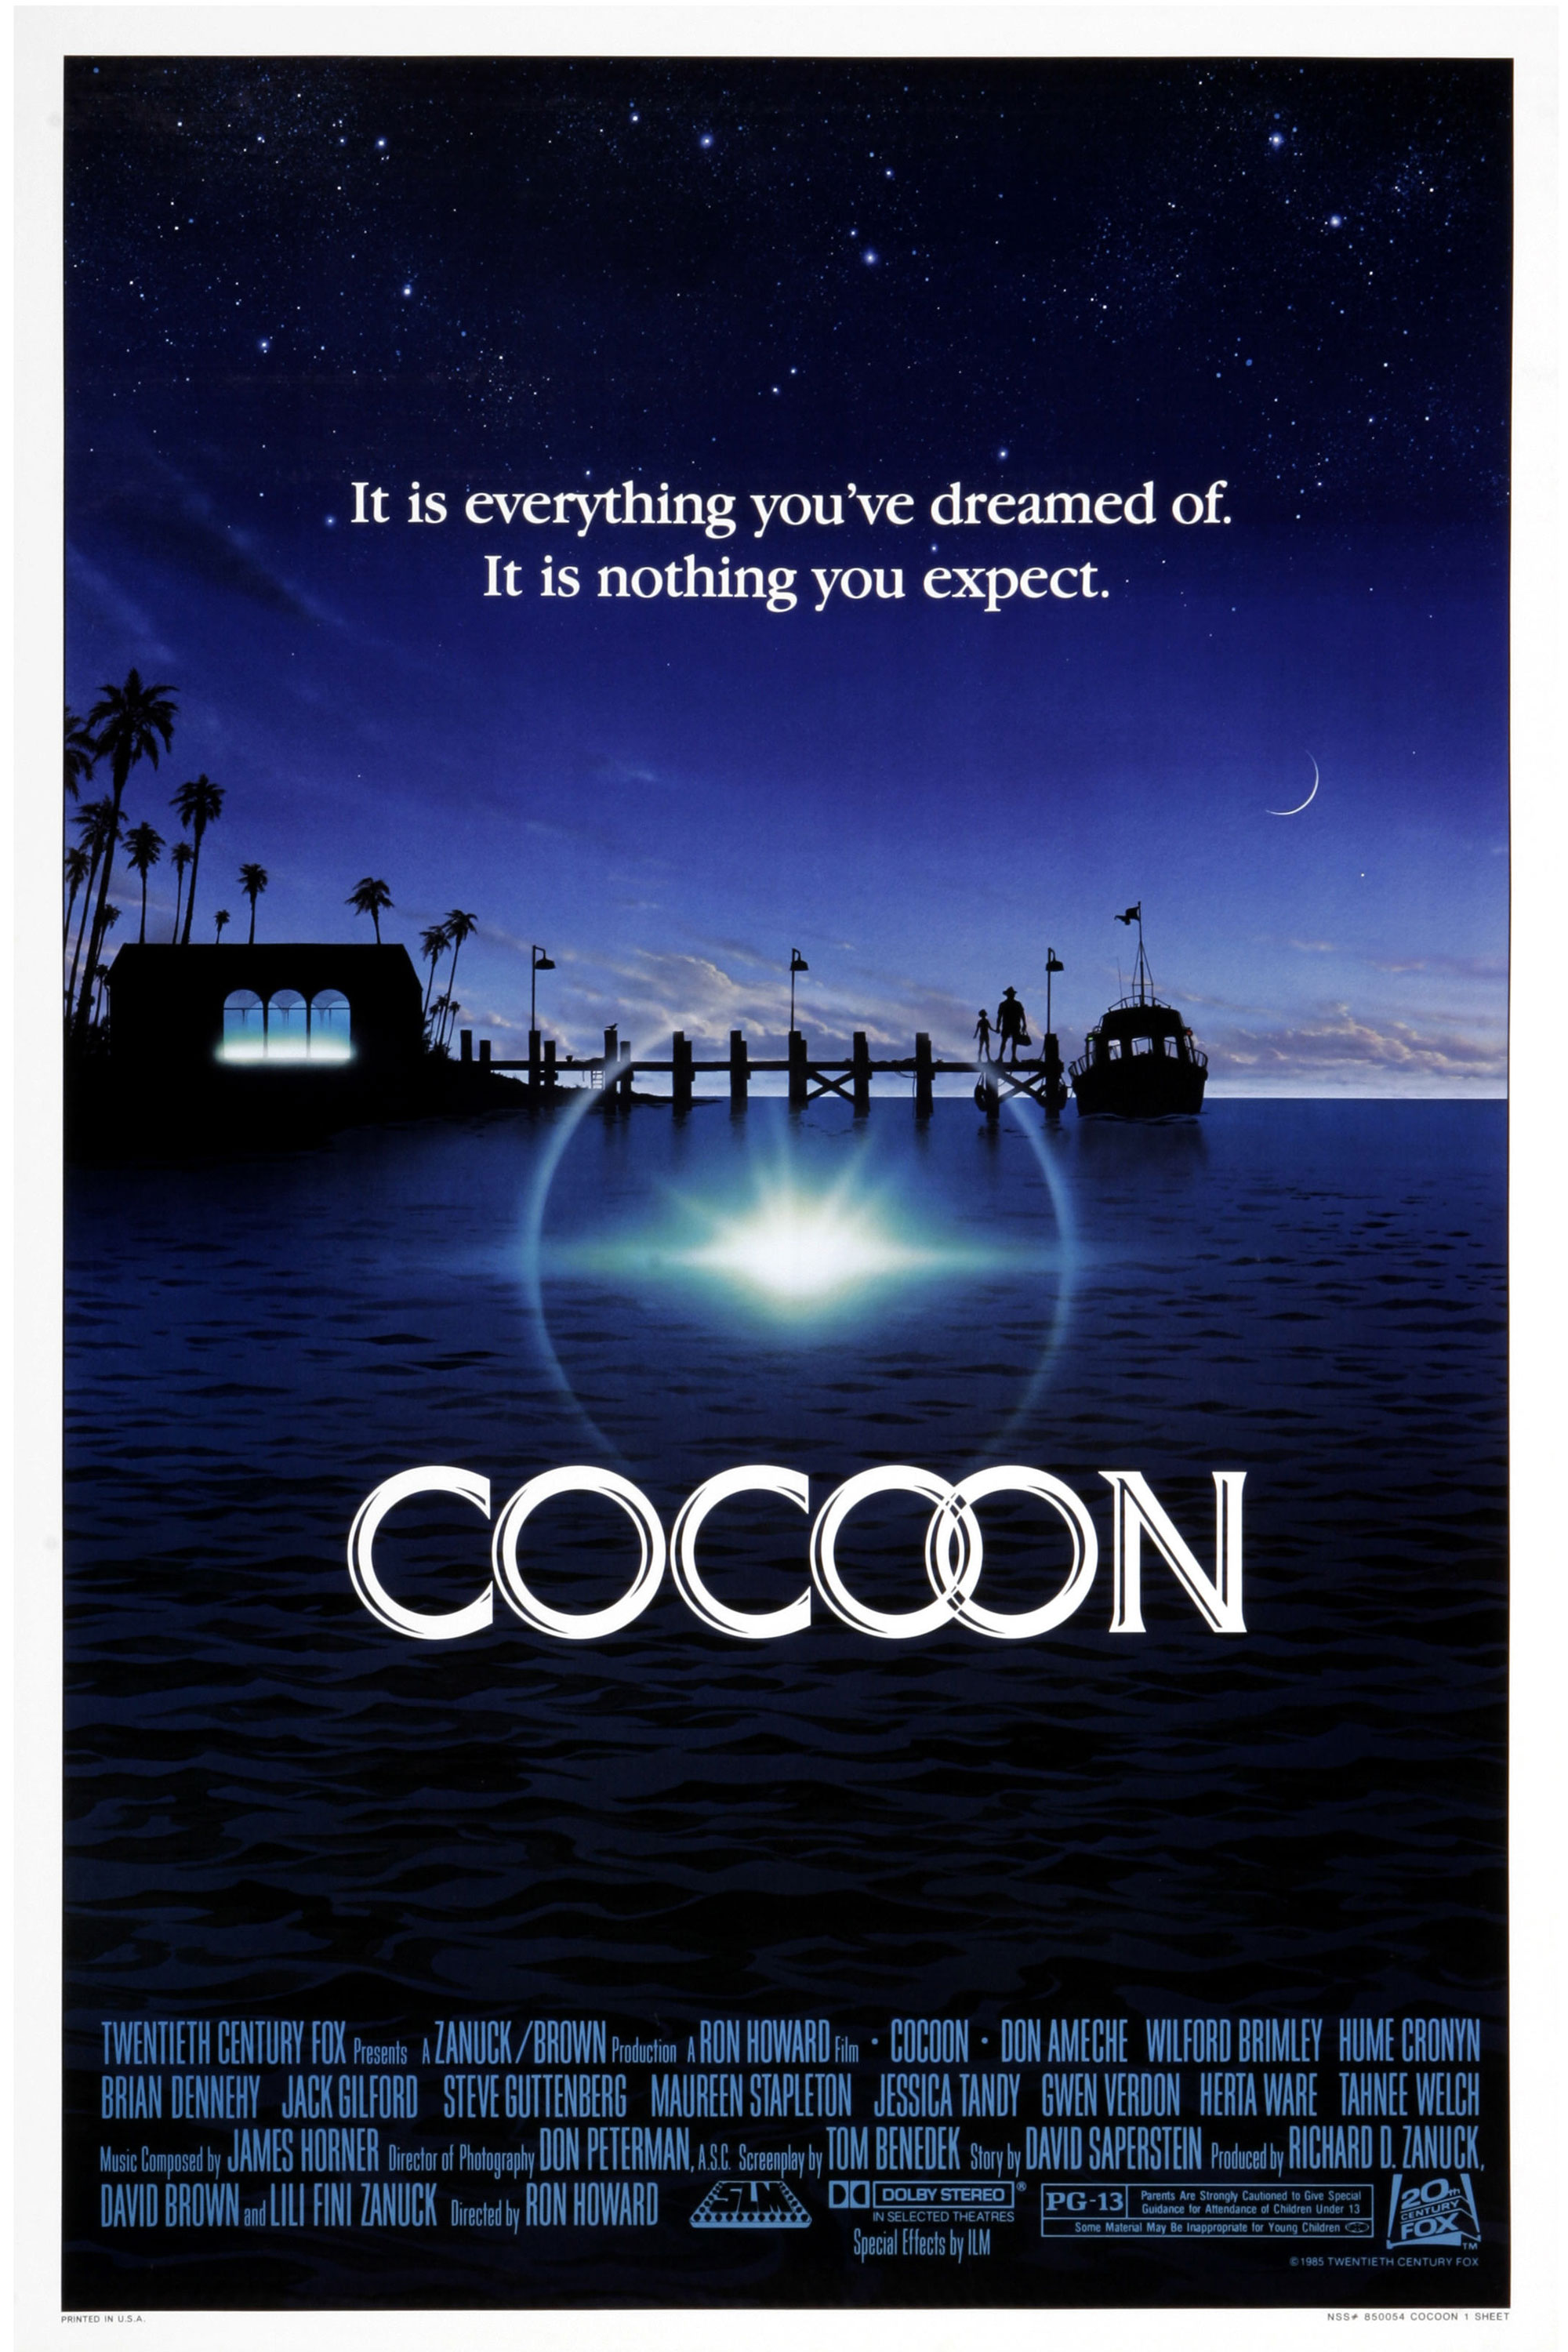 It is everything you've dreamed of.
It is nothing you expect.
COCOON
TWENTIETH CENTURY FOX Presents A ZANUCK/BROWN Production A RON HOWARD Film • COCOON • DON AMECHE WILFORD BRIMLEY HUME CRONYN
BRIAN DENNEHY JACK GILFORD STEVE GUTTENBERG MAUREEN STAPLETON JESSICA TANDY GWEN VERDON HERTA WARE TAHNEE WELCH
Music Composed by JAMES HORNER Director of Photography DON PETERMAN, A.S.C. Screenplay by TOM BENEDEK Story by DAVID SAPERSTEIN Produced by RICHARD D. ZANUCK,
DAVID BROWN and LILI FINI ZANUCK Directed by RON HOWARD
SLM
DOLBY STEREO ®
IN SELECTED THEATRES
Special Effects by ILM
PG-13 Parents Are Strongly Cautioned to Give Special
Guidance for Attendance of Children Under 13
Some Material May Be Inappropriate for Young Children
20th
CENTURY
FOX
TM
©1985 TWENTIETH CENTURY FOX
PRINTED IN U.S.A.
NSS# 850054 COCOON 1 SHEET